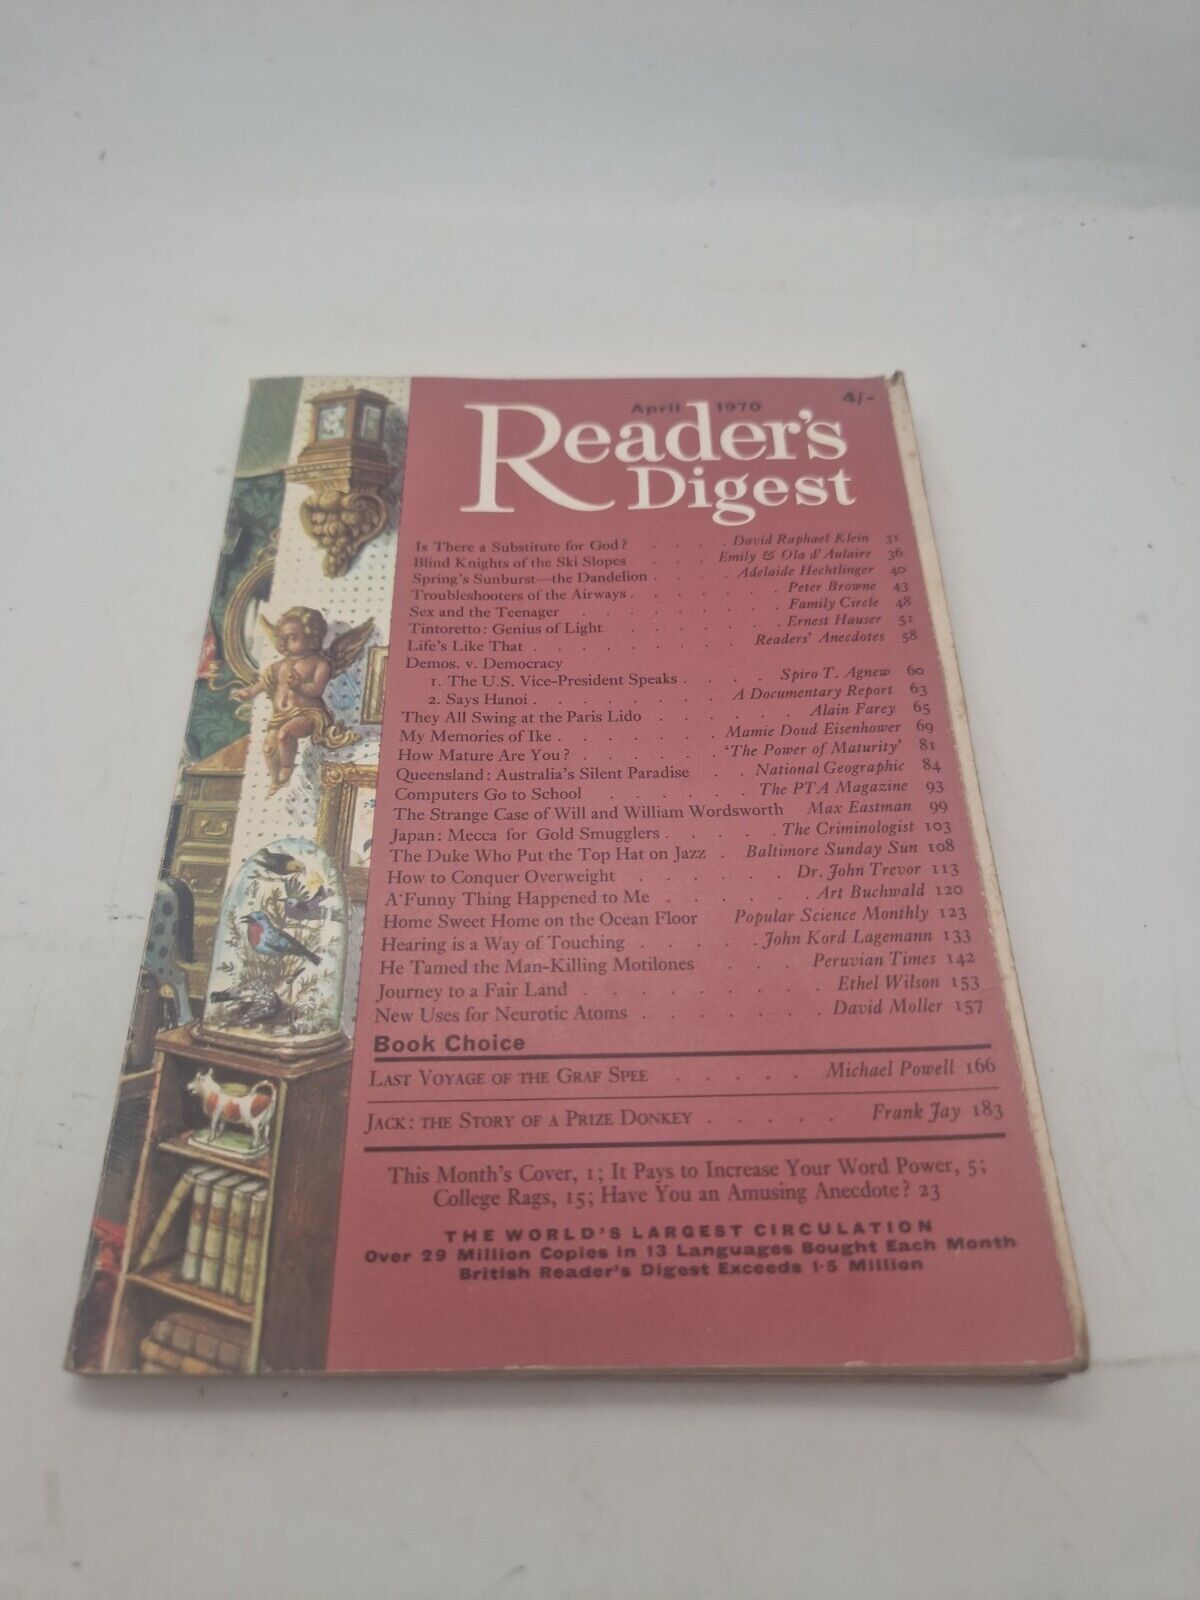 April 1970 4/-
Reader's
Digest
Is There a Substitute for God? . . . . David Raphael Klein 31
Blind Knights of the Ski Slopes . . . Emily & Ola d'Aulaire 36
Spring's Sunburst—the Dandelion . . . . Adelaide Hechtlinger 40
Troubleshooters of the Airways . . . . . . . Peter Browne 43
Sex and the Teenager . . . . . . . . . Family Circle 48
Tintoretto: Genius of Light . . . . . . . Ernest Hauser 51
Life's Like That . . . . . . . . . Readers' Anecdotes 58
Demos. v. Democracy
1. The U.S. Vice-President Speaks . . . . Spiro T. Agnew 60
2. Says Hanoi . . . . . . . . A Documentary Report 63
They All Swing at the Paris Lido . . . . . . Alain Farey 65
My Memories of Ike . . . . . . . Mamie Doud Eisenhower 69
How Mature Are You? . . . . . . 'The Power of Maturity' 81
Queensland: Australia's Silent Paradise . . National Geographic 84
Computers Go to School . . . . . . The PTA Magazine 93
The Strange Case of Will and William Wordsworth Max Eastman 99
Japan: Mecca for Gold Smugglers . . . . . The Criminologist 103
The Duke Who Put the Top Hat on Jazz . Baltimore Sunday Sun 108
How to Conquer Overweight . . . . . . . Dr. John Trevor 113
A Funny Thing Happened to Me . . . . . . . Art Buchwald 120
Home Sweet Home on the Ocean Floor Popular Science Monthly 123
Hearing is a Way of Touching . . . . . John Kord Lagemann 133
He Tamed the Man-Killing Motilones . . . Peruvian Times 142
Journey to a Fair Land . . . . . . . . . Ethel Wilson 153
New Uses for Neurotic Atoms . . . . . . . David Moller 157
Book Choice
Last Voyage of the Graf Spee . . . . . Michael Powell 166
Jack: the Story of a Prize Donkey . . . . . Frank Jay 183
This Month's Cover, 1; It Pays to Increase Your Word Power, 5;
College Rags, 15; Have You an Amusing Anecdote? 23
THE WORLD'S LARGEST CIRCULATION
Over 29 Million Copies in 13 Languages Bought Each Month
British Reader's Digest Exceeds 1·5 Million